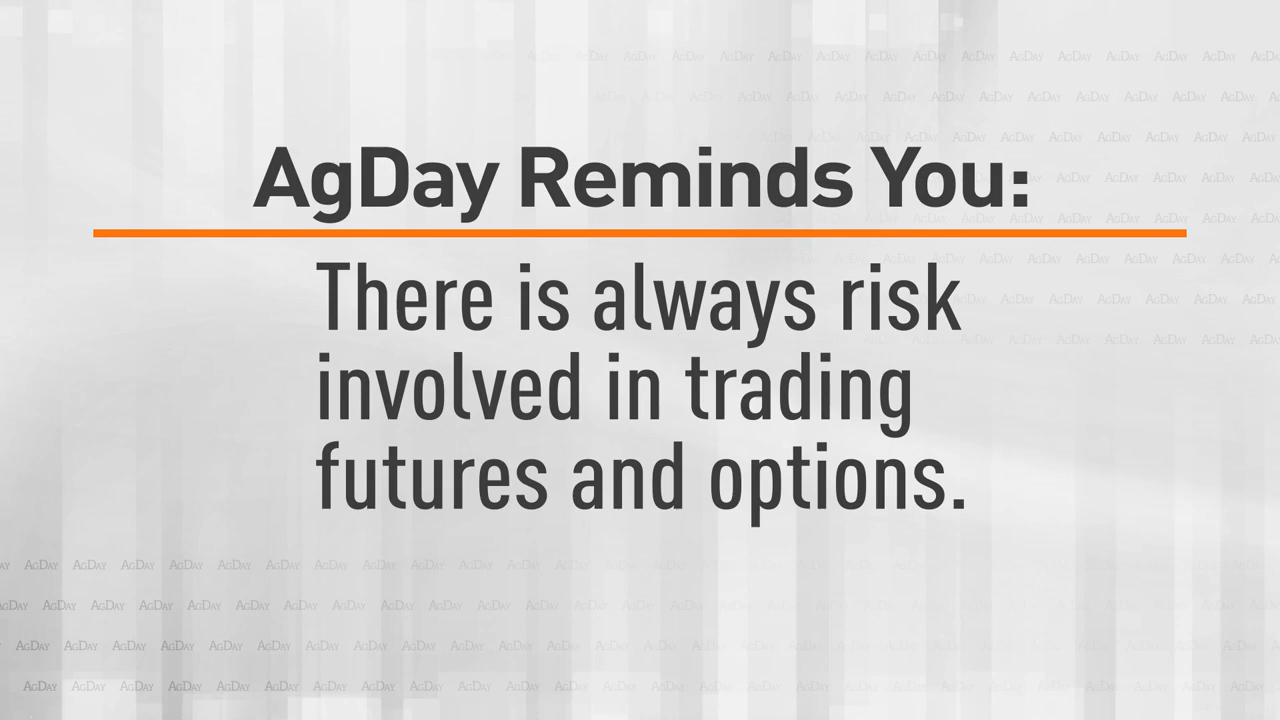 AgDay Reminds You:
There is always risk
involved in trading
futures and options.